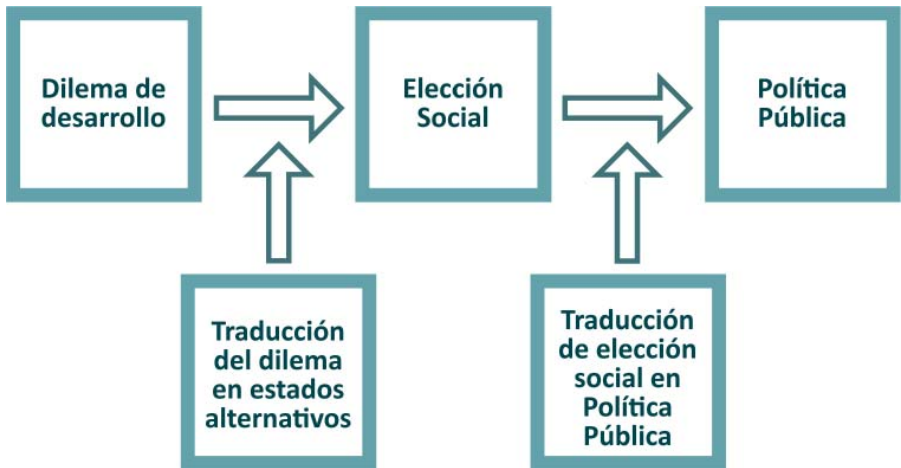 Dilema de
desarrollo
Elección
Social
Política
Pública
Traducción
del dilema
en estados
alternativos
Traducción
de elección
social en
Política
Pública